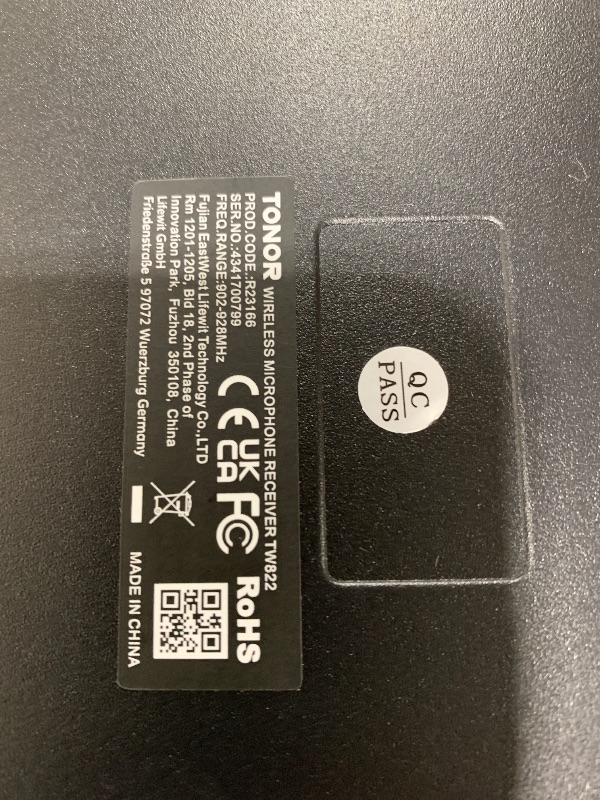 TONOR WIRELESS MICROPHONE RECEIVER TW822
PROD.CODE.:R23166
SER.NO.:4341700799
FREQ.RANGE:902-928MHz
Fujian EastWest Lifewit Technology Co.,LTD
Rm 1201-1205, Bld 18, 2nd Phase of
Innovation Park, Fuzhou 350108, China
Lifewit GmbH
Friedenstraße 5 97072 Wuerzburg Germany
CE
UK
CA
FC
RoHS
MADE IN CHINA
QC
PASS